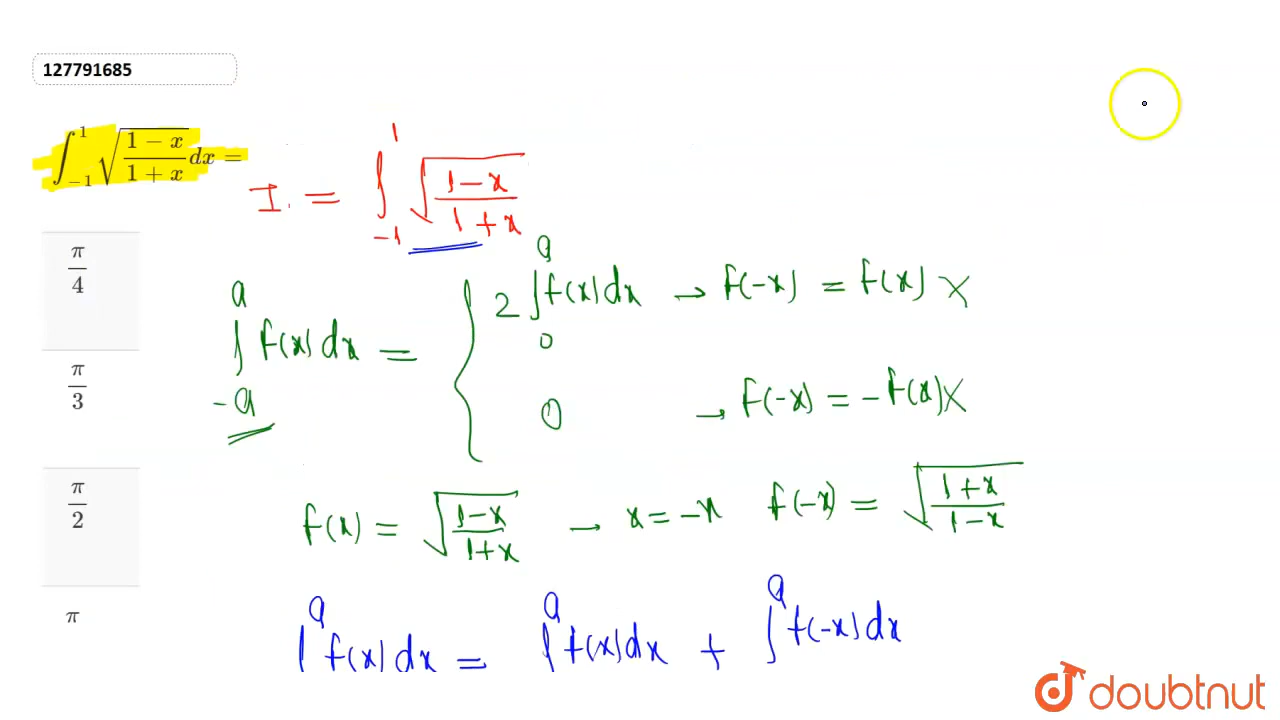 127791685
∫_{-1}^{1} √((1−x)/(1+x)) dx =
I. = ∫_{-1}^{1} √((1−x)/(1+x))
π/4
∫_{-a}^{a} f(x) dx = { 2 ∫_{0}^{a} f(x) dx → f(-x) = f(x) X
0 → f(-x) = -f(x) X
π/3
π/2
f(x) = √((1−x)/(1+x)) → x = -x f(-x) = √((1+x)/(1−x))
π
∫^{a} f(x) dx = ∫^{a} f(x) dx + ∫^{a} f(-x) dx
doubtnut